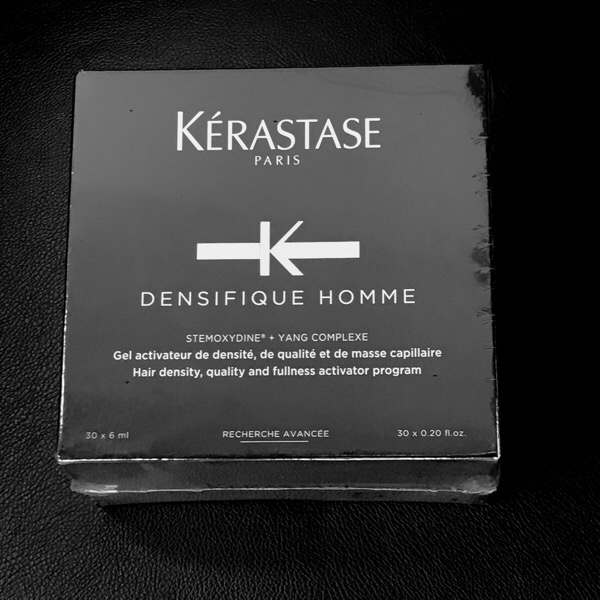 KÉRASTASE
PARIS
K
DENSIFIQUE HOMME
STEMOXYDINE® + YANG COMPLEXE
Gel activateur de densité, de qualité et de masse capillaire
Hair density, quality and fullness activator program
30 x 6 ml RECHERCHE AVANCÉE 30 x 0.20 fl.oz.